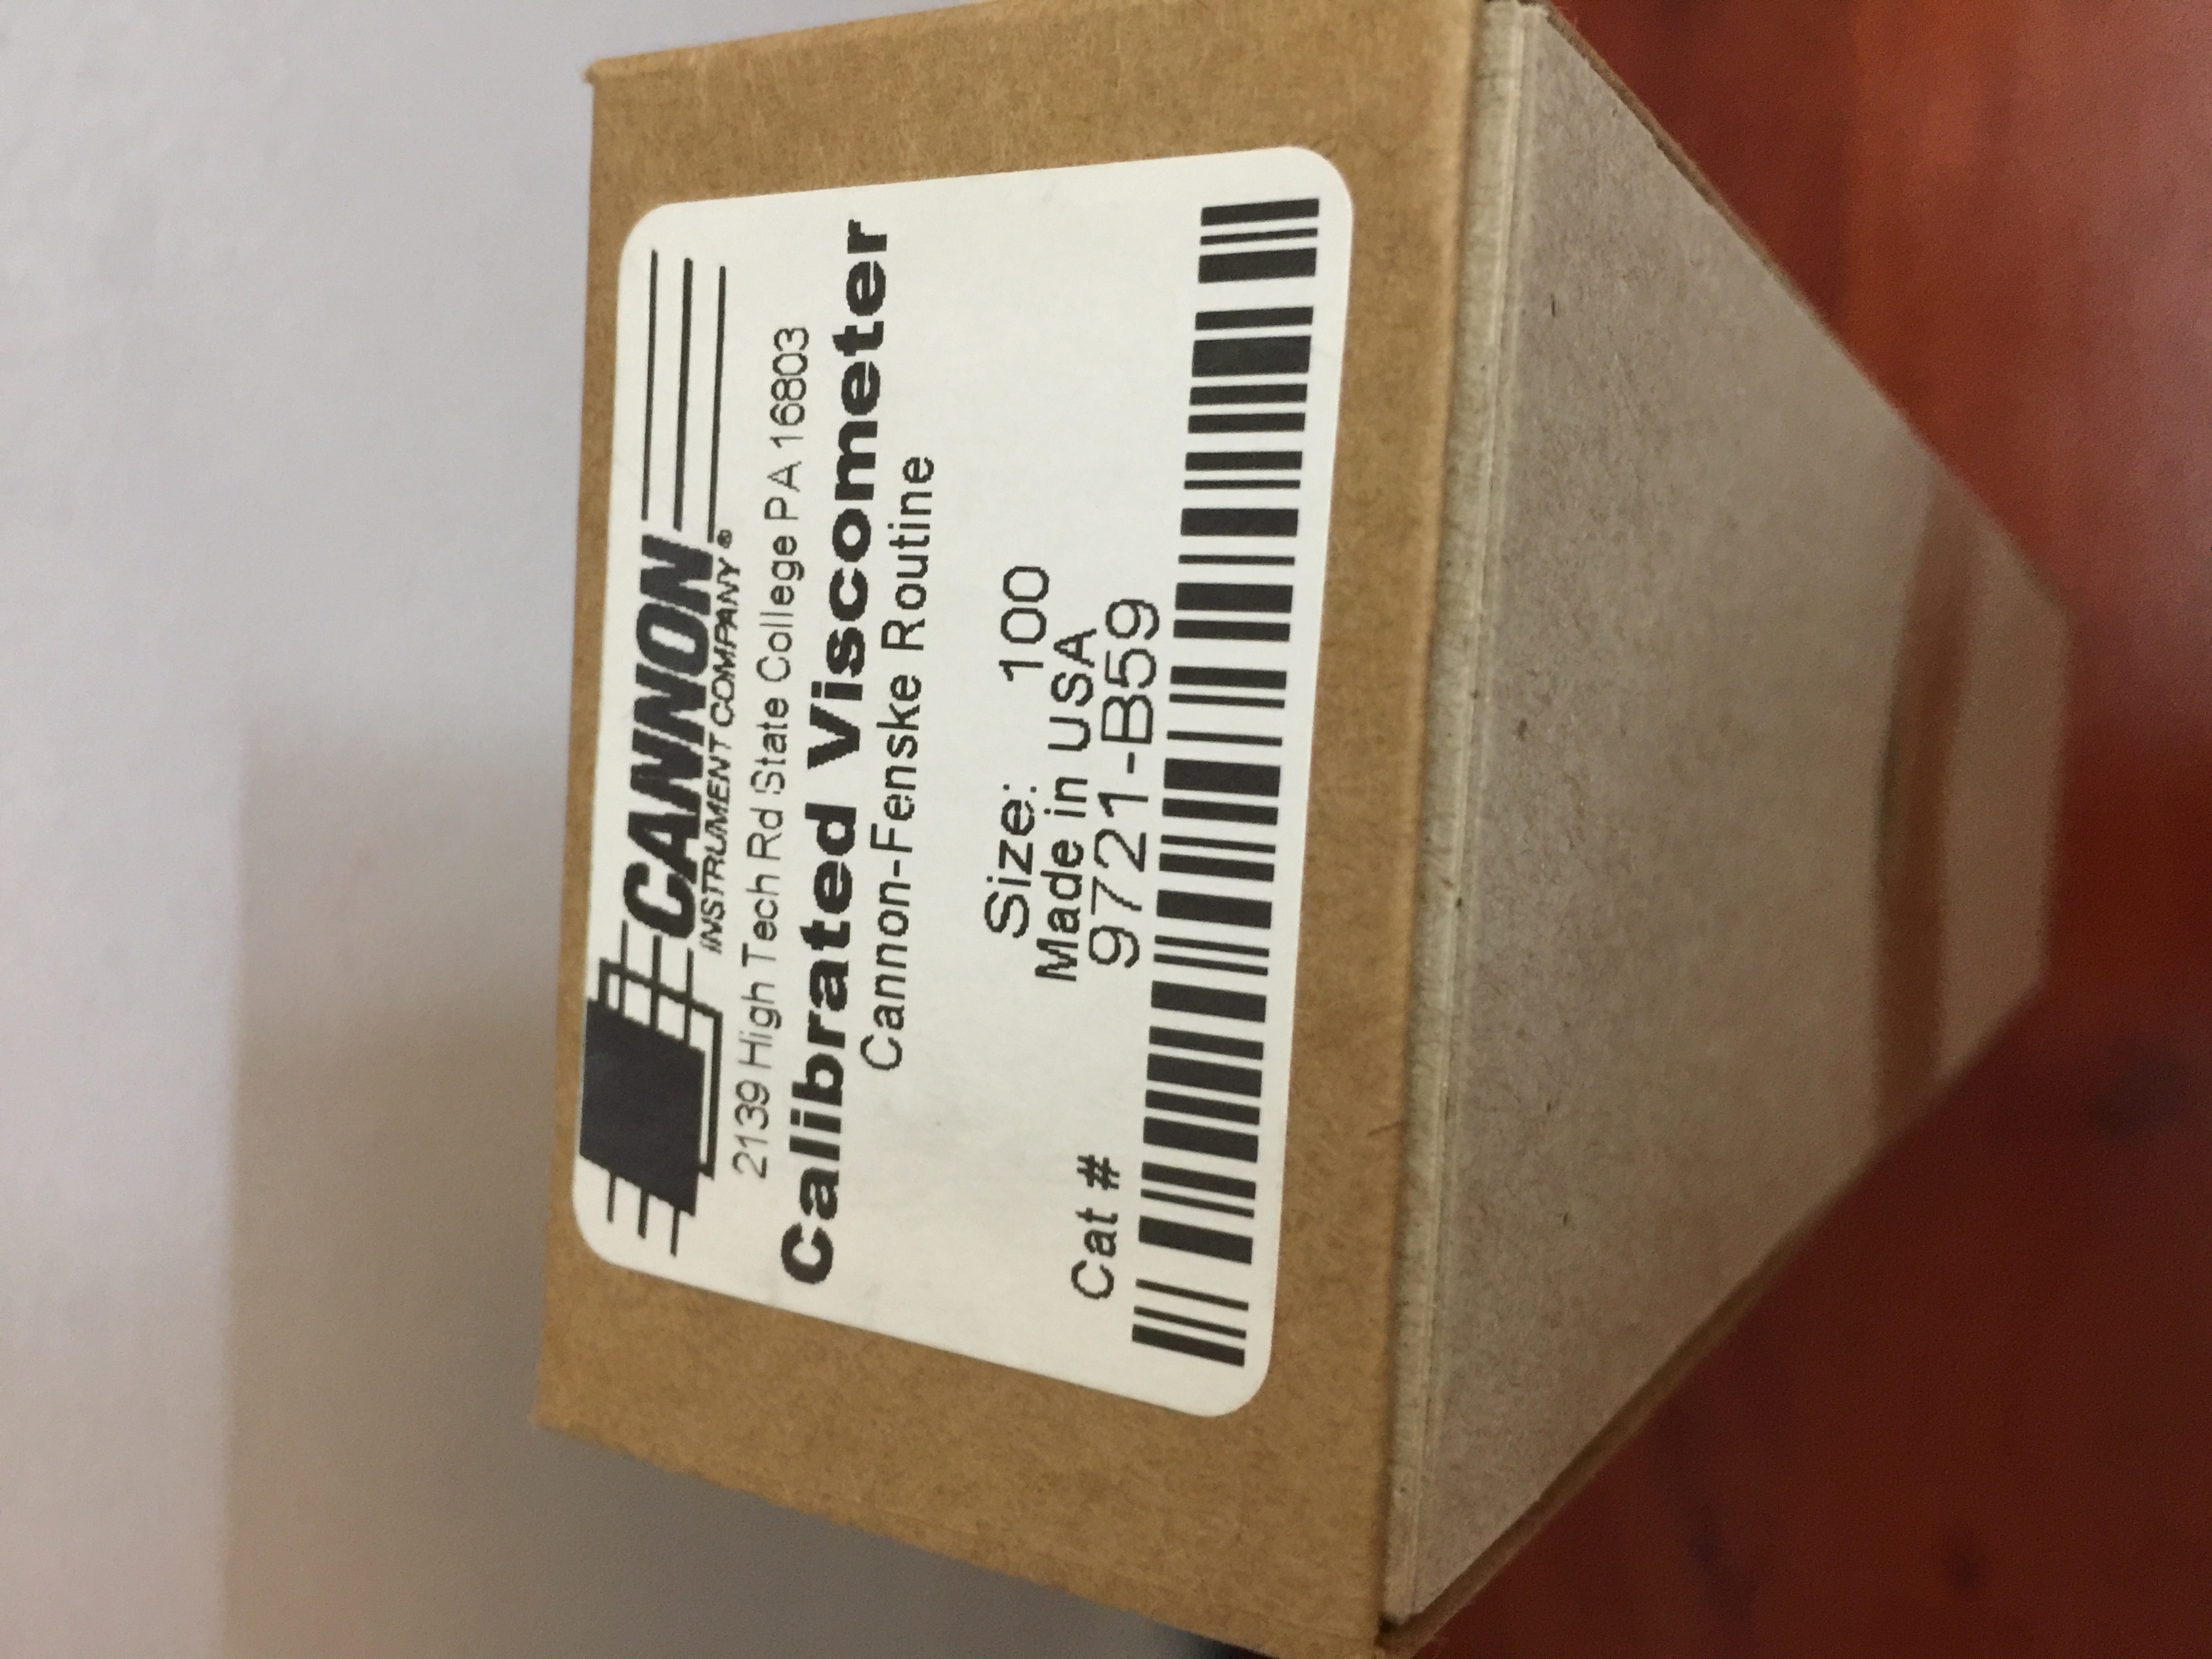 CANNON
INSTRUMENT COMPANY®
2139 High Tech Rd State College PA 16803
Calibrated Viscometer
Cannon-Fenske Routine
Size: 100
Made in USA
Cat # 9721-B59